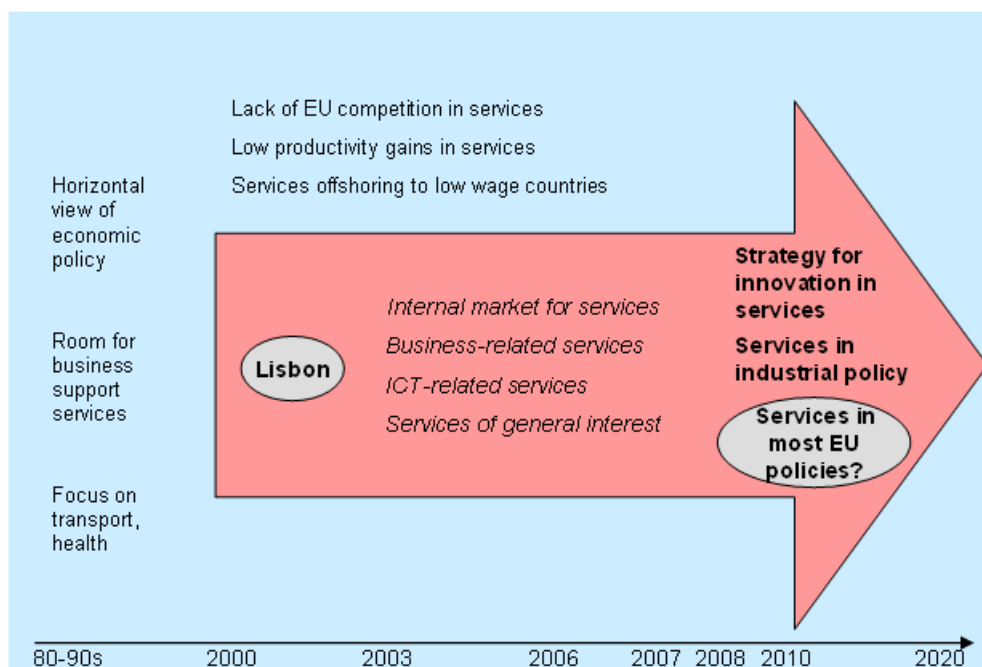 Lack of EU competition in services
Low productivity gains in services
Services offshoring to low wage countries
Horizontal
view of
economic
policy
Room for
business
support
services
Focus on
transport,
health
Lisbon
Internal market for services
Business-related services
ICT-related services
Services of general interest
Strategy for
innovation in
services
Services in
industrial policy
Services in
most EU
policies?
80-90s 2000 2003 2006 2007 2008 2010 2020